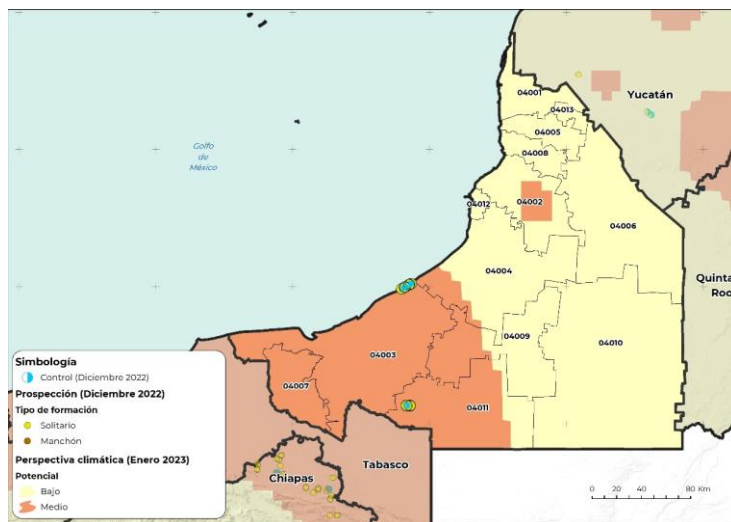 04001
Yucatán
04013
04005
Golfo
de
México
04008
04012
04002
04006
04004
Quinta
Roo
04003
04009
04010
04007
04011
Tabasco
Chiapas
Simbología
Control (Diciembre 2022)
Prospección (Diciembre 2022)
Tipo de formación
Solitario
Manchón
Perspectiva climática (Enero 2023)
Potencial
Bajo
Medio
0 20 40 80 Km